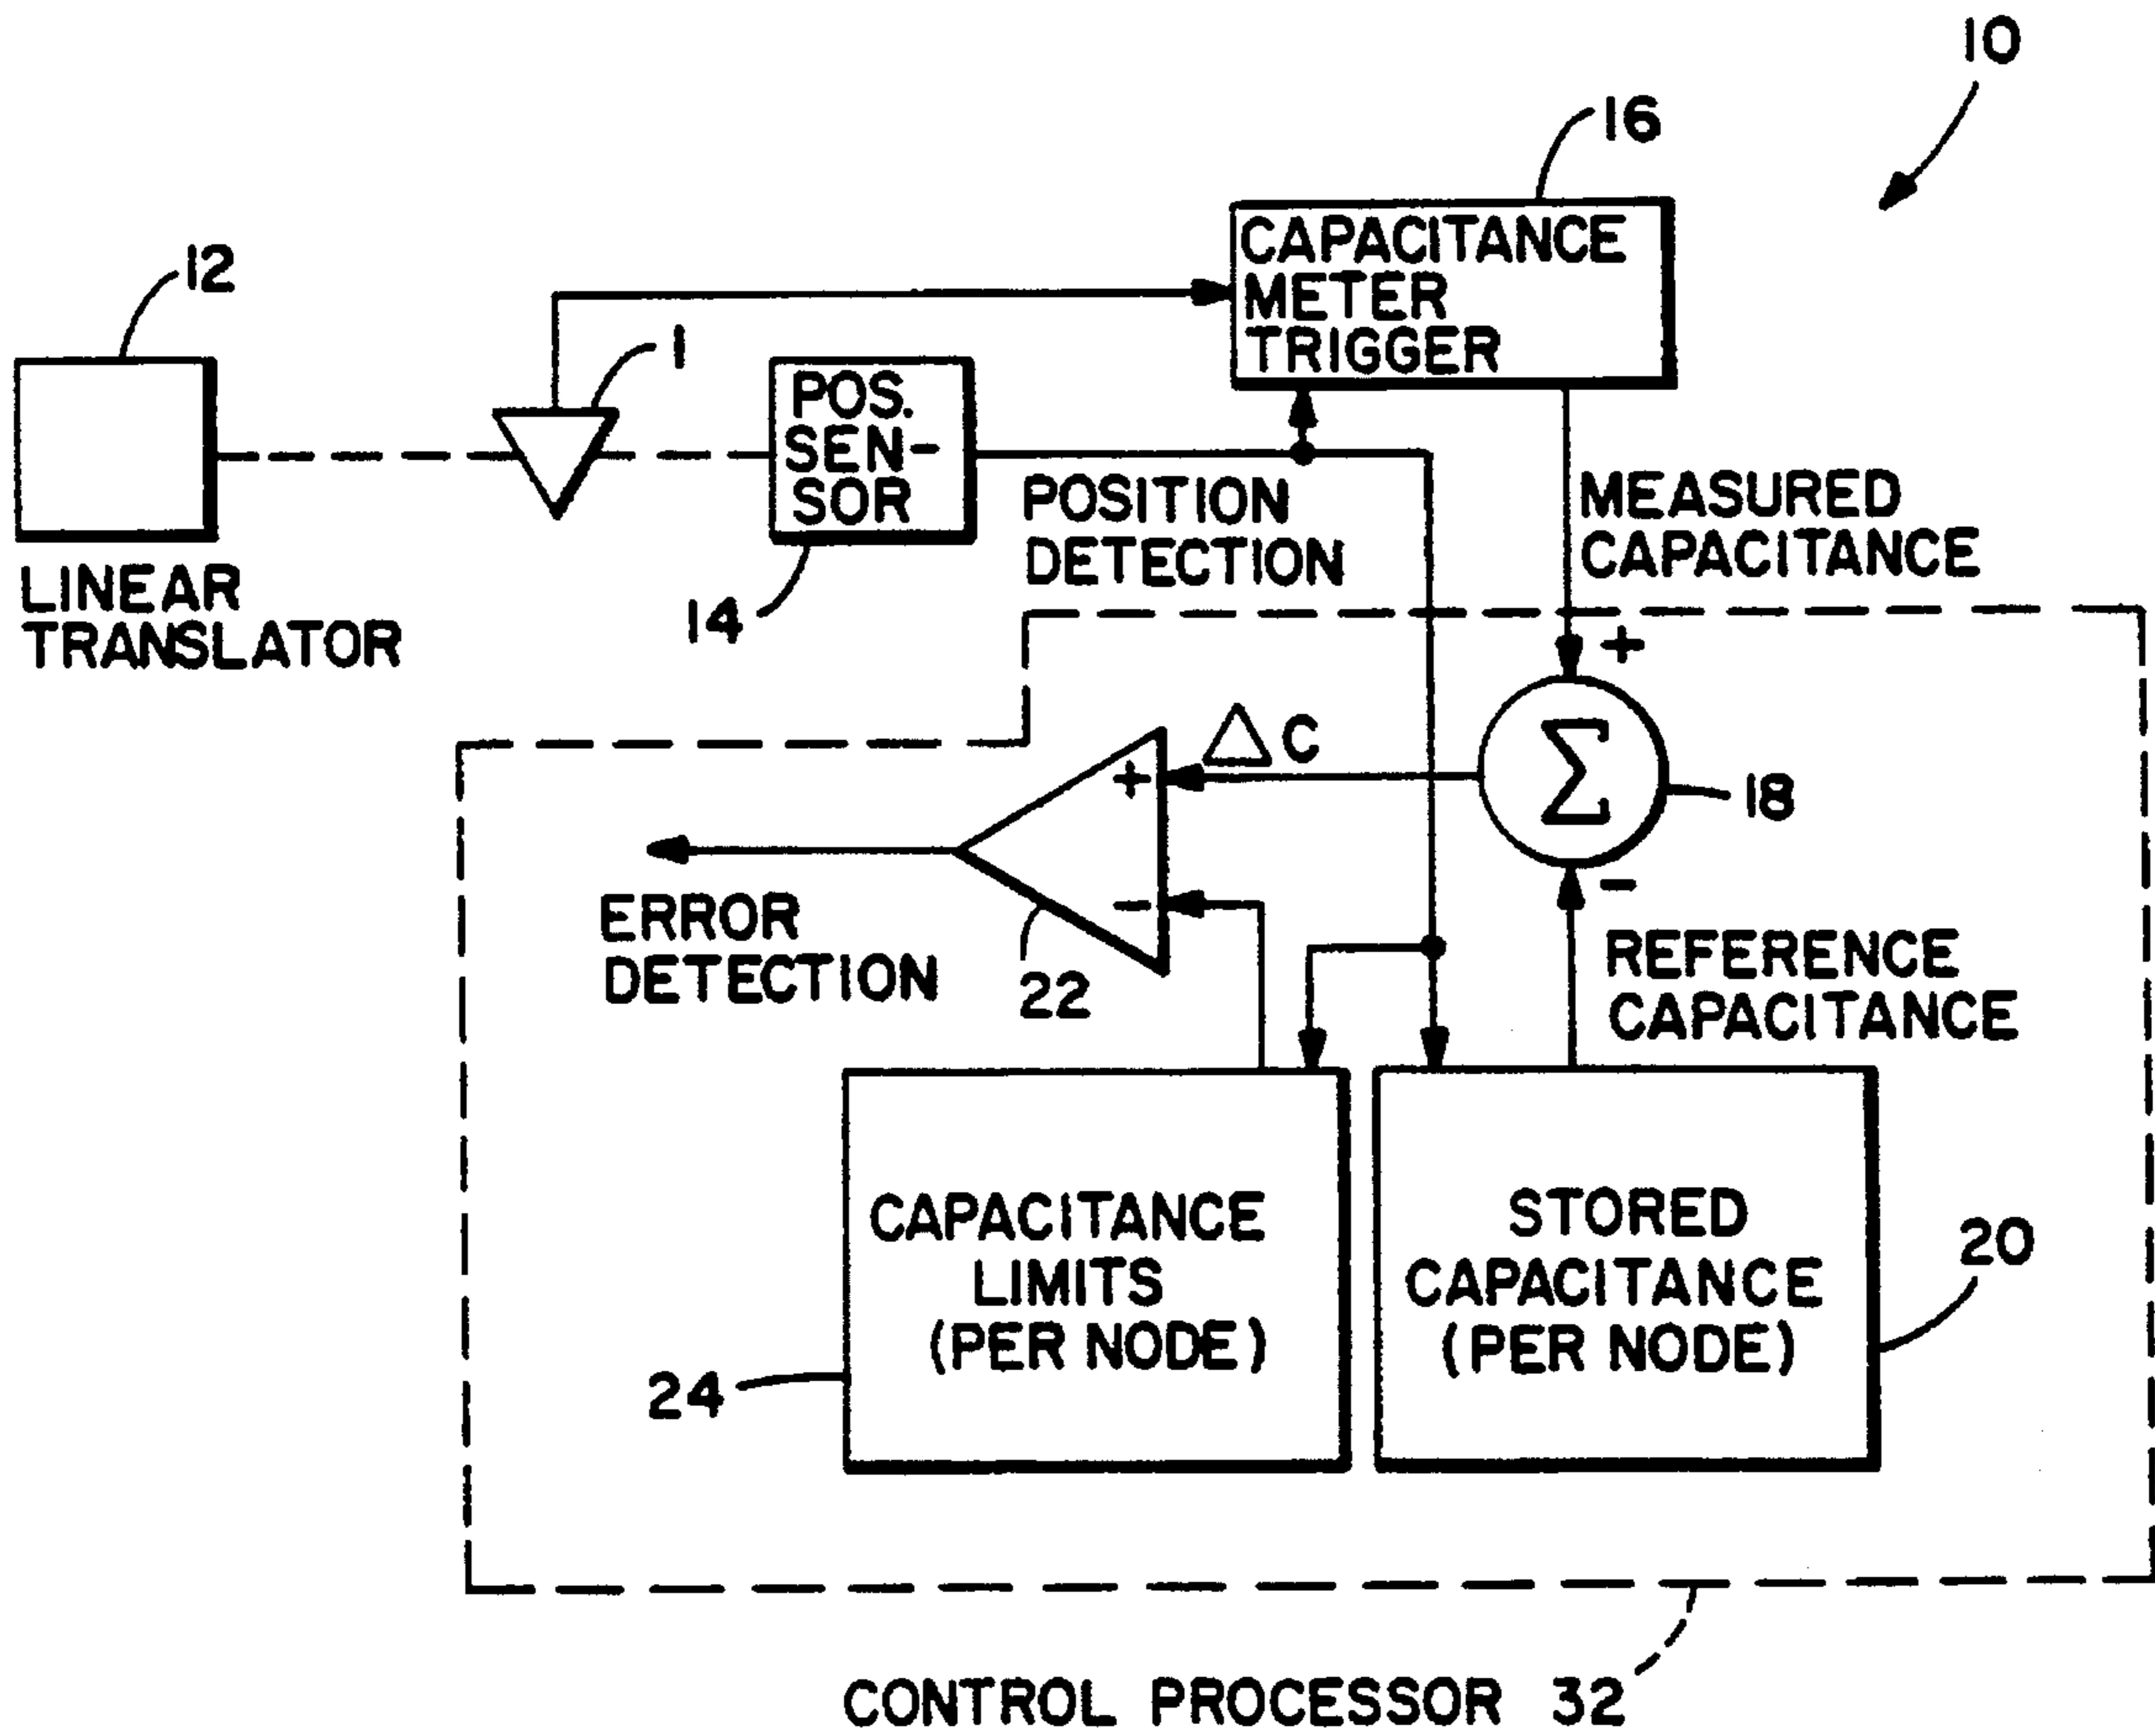 10
16
CAPACITANCE
METER
TRIGGER
12
1
POS.
SEN-
SOR
14
LINEAR
TRANSLATOR
POSITION
DETECTION
MEASURED
CAPACITANCE
+
Σ
18
-
△C
+
-
22
ERROR
DETECTION
REFERENCE
CAPACITANCE
CAPACITANCE
LIMITS
(PER NODE)
24
STORED
CAPACITANCE
(PER NODE)
20
CONTROL PROCESSOR 32